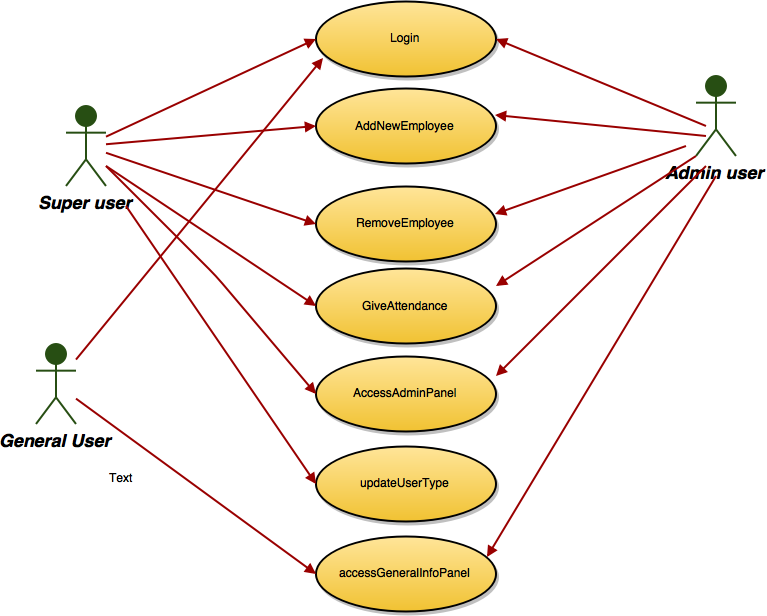 Login
AddNewEmployee
Admin user
Super user
RemoveEmployee
GiveAttendance
AccessAdminPanel
General User
Text
updateUserType
accessGeneralInfoPanel